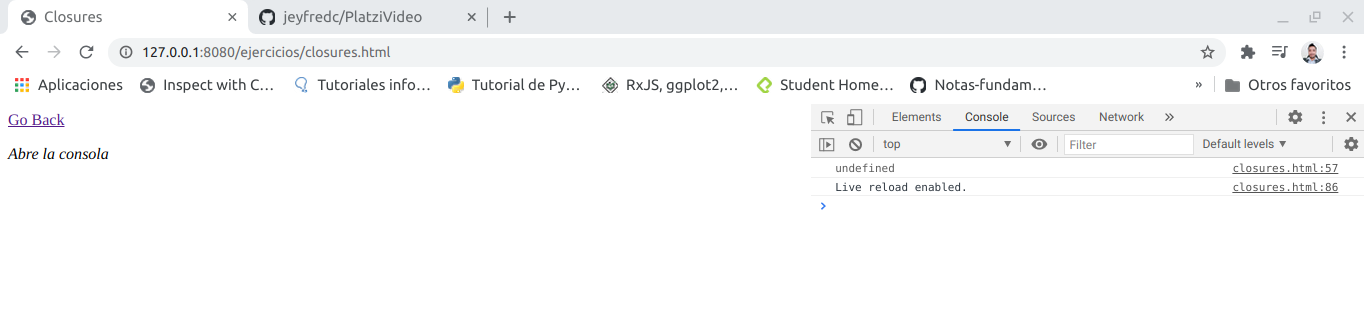 Closures
jeyfredc/PlatziVideo
127.0.0.1:8080/ejercicios/closures.html
Aplicaciones Inspect with C… Tutoriales info… Tutorial de Py… RxJS, ggplot2,… Student Home… Notas-fundam… » Otros favoritos
Go Back
Abre la consola
Elements Console Sources Network »
top Filter Default levels
undefined closures.html:57
Live reload enabled. closures.html:86